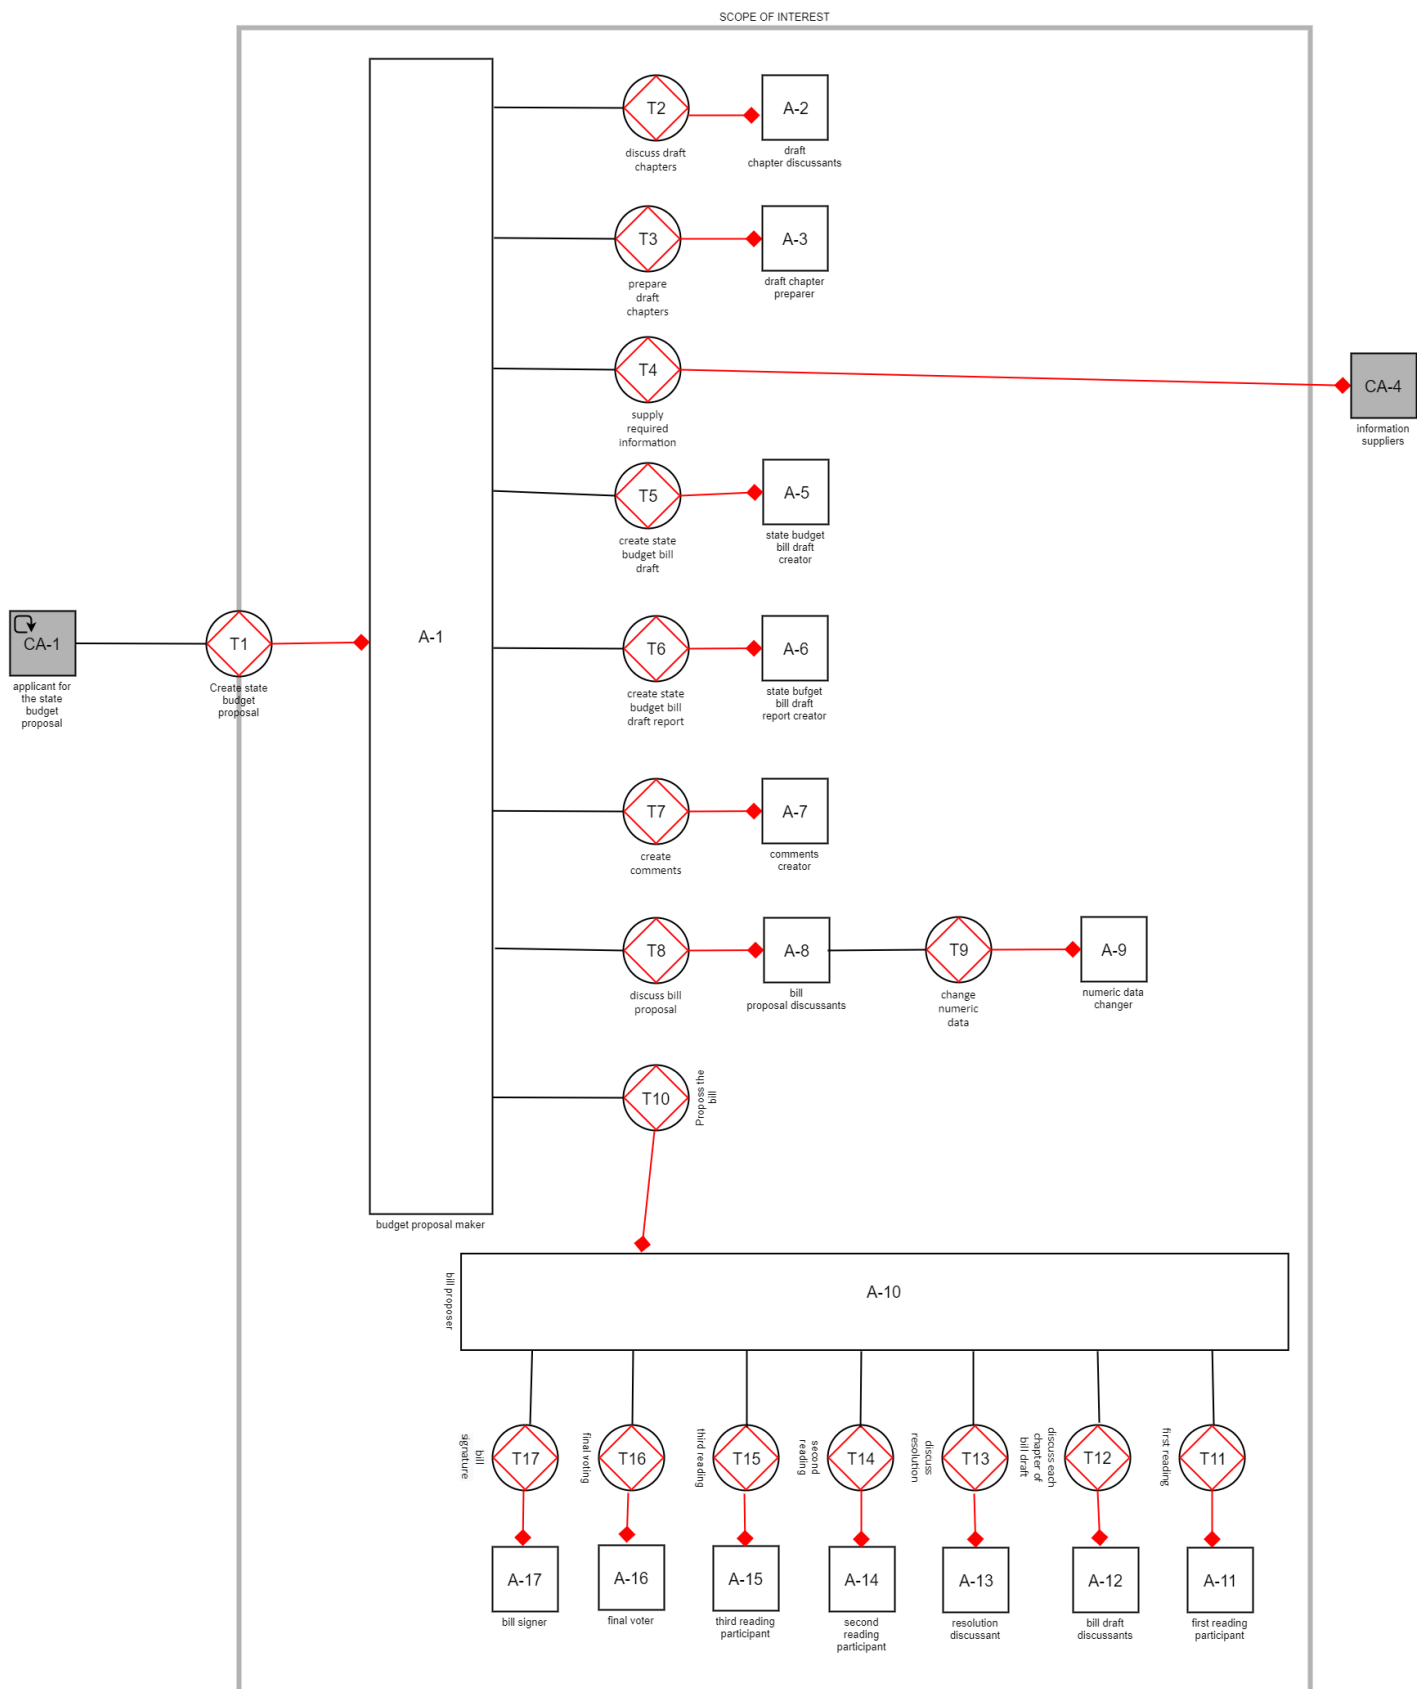 SCOPE OF INTEREST
T2
discuss draft
chapters
A-2
draft
chapter discussants
A-1
T3
prepare
draft
chapters
A-3
draft chapter
preparer
T4
supply
required
information
CA-4
information
suppliers
T5
create state
budget bill
draft
A-5
state budget
bill draft
creator
CA-1
applicant for
the state
budget
proposal
T1
Create state
budget
proposal
T6
create state
budget bill
draft report
A-6
state bufget
bill draft
report creator
T7
create
comments
A-7
comments
creator
T8
discuss bill
proposal
A-8
bill
proposal discussants
T9
change
numeric
data
A-9
numeric data
changer
T10
Proposs the
bill
budget proposal maker
bill proposer
A-10
bill
signature
T17
final voting
T16
third reading
T15
second
reading
T14
discuss
resolution
T13
discuss each
chapter of
bill draft
T12
first reading
T11
A-17
bill signer
A-16
final voter
A-15
third reading
participant
A-14
second
reading
participant
A-13
resolution
discussant
A-12
bill draft
discussants
A-11
first reading
participant